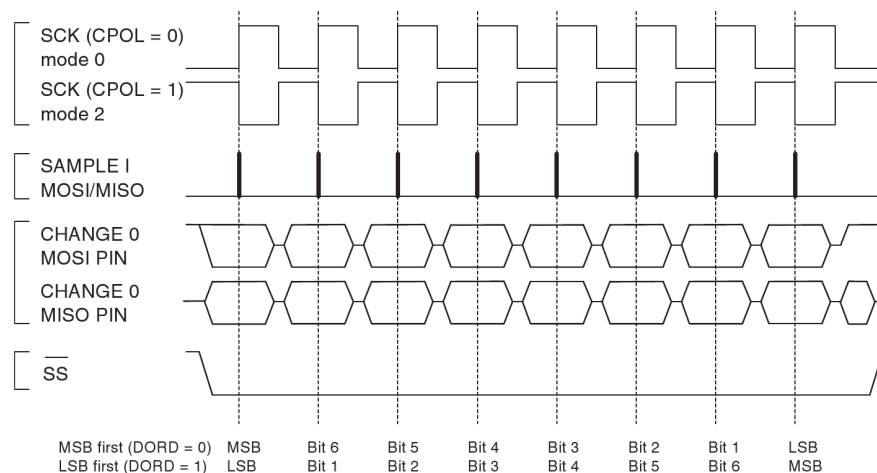 SCK (CPOL = 0)
mode 0
SCK (CPOL = 1)
mode 2
SAMPLE I
MOSI/MISO
CHANGE 0
MOSI PIN
CHANGE 0
MISO PIN
SS
MSB first (DORD = 0) MSB Bit 6 Bit 5 Bit 4 Bit 3 Bit 2 Bit 1 LSB
LSB first (DORD = 1) LSB Bit 1 Bit 2 Bit 3 Bit 4 Bit 5 Bit 6 MSB